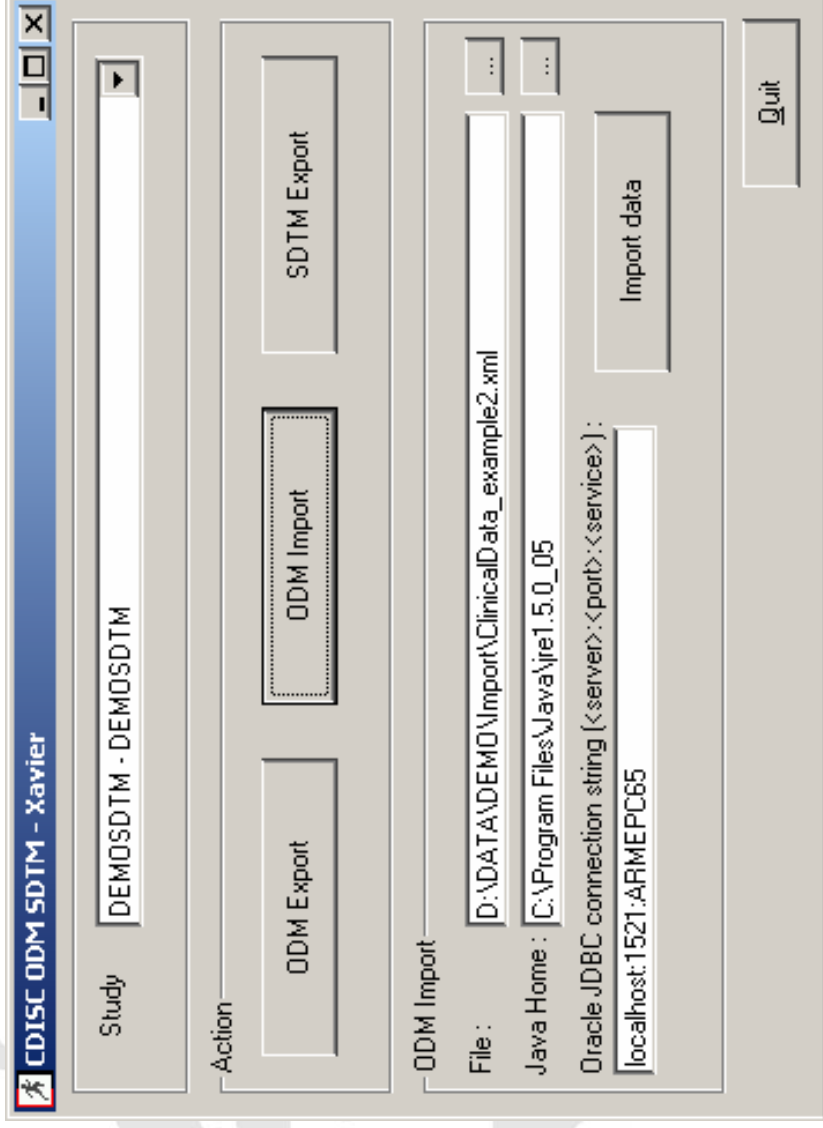 CDISC ODM SDTM - Xavier
Study
DEMOSDTM - DEMOSDTM
Action
ODM Export
ODM Import
SDTM Export
ODM Import
File :
D:\DATA\DEMO\Import\ClinicalData_example2.xml
...
Java Home :
C:\Program Files\Java\jre1.5.0_05
...
Oracle JDBC connection string (<server>:<port>:<service>) :
localhost:1521:ARMEPC65
Import data
Quit